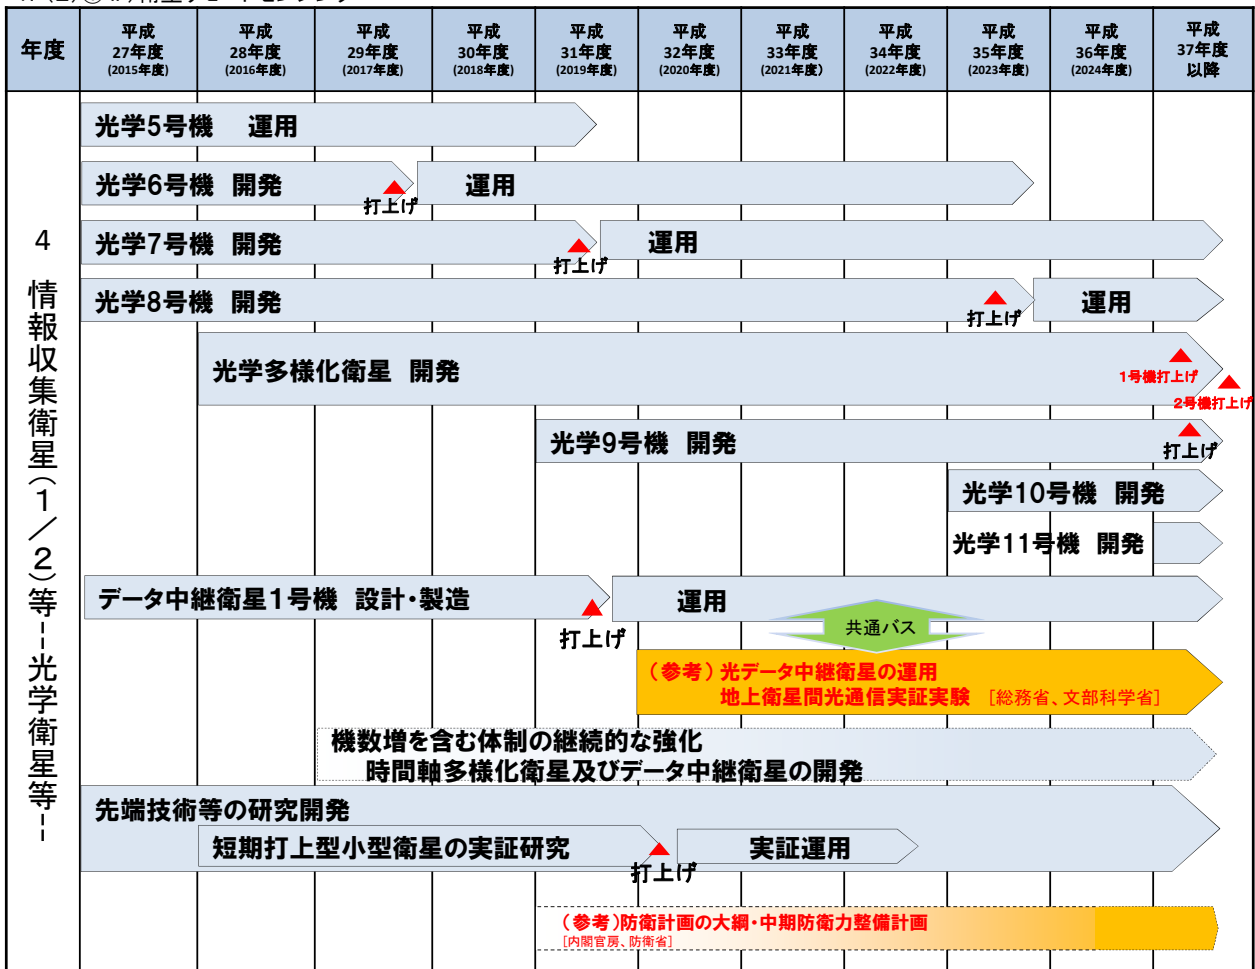 年度
平成
27年度
(2015年度)
平成
28年度
(2016年度)
平成
29年度
(2017年度)
平成
30年度
(2018年度)
平成
31年度
(2019年度)
平成
32年度
(2020年度)
平成
33年度
(2021年度)
平成
34年度
(2022年度)
平成
35年度
(2023年度)
平成
36年度
(2024年度)
平成
37年度
以降
4 情報収集衛星(1/2)等--光学衛星等--
光学5号機 運用
光学6号機 開発
打上げ
運用
光学7号機 開発
打上げ
運用
光学8号機 開発
打上げ
運用
光学多様化衛星 開発
1号機打上げ
2号機打上げ
光学9号機 開発
打上げ
光学10号機 開発
光学11号機 開発
データ中継衛星1号機 設計・製造
打上げ
運用
共通バス
(参考)光データ中継衛星の運用
地上衛星間光通信実証実験 [総務省、文部科学省]
機数増を含む体制の継続的な強化
時間軸多様化衛星及びデータ中継衛星の開発
先端技術等の研究開発
短期打上型小型衛星の実証研究
打上げ
実証運用
(参考)防衛計画の大綱・中期防衛力整備計画
[内閣官房、防衛省]